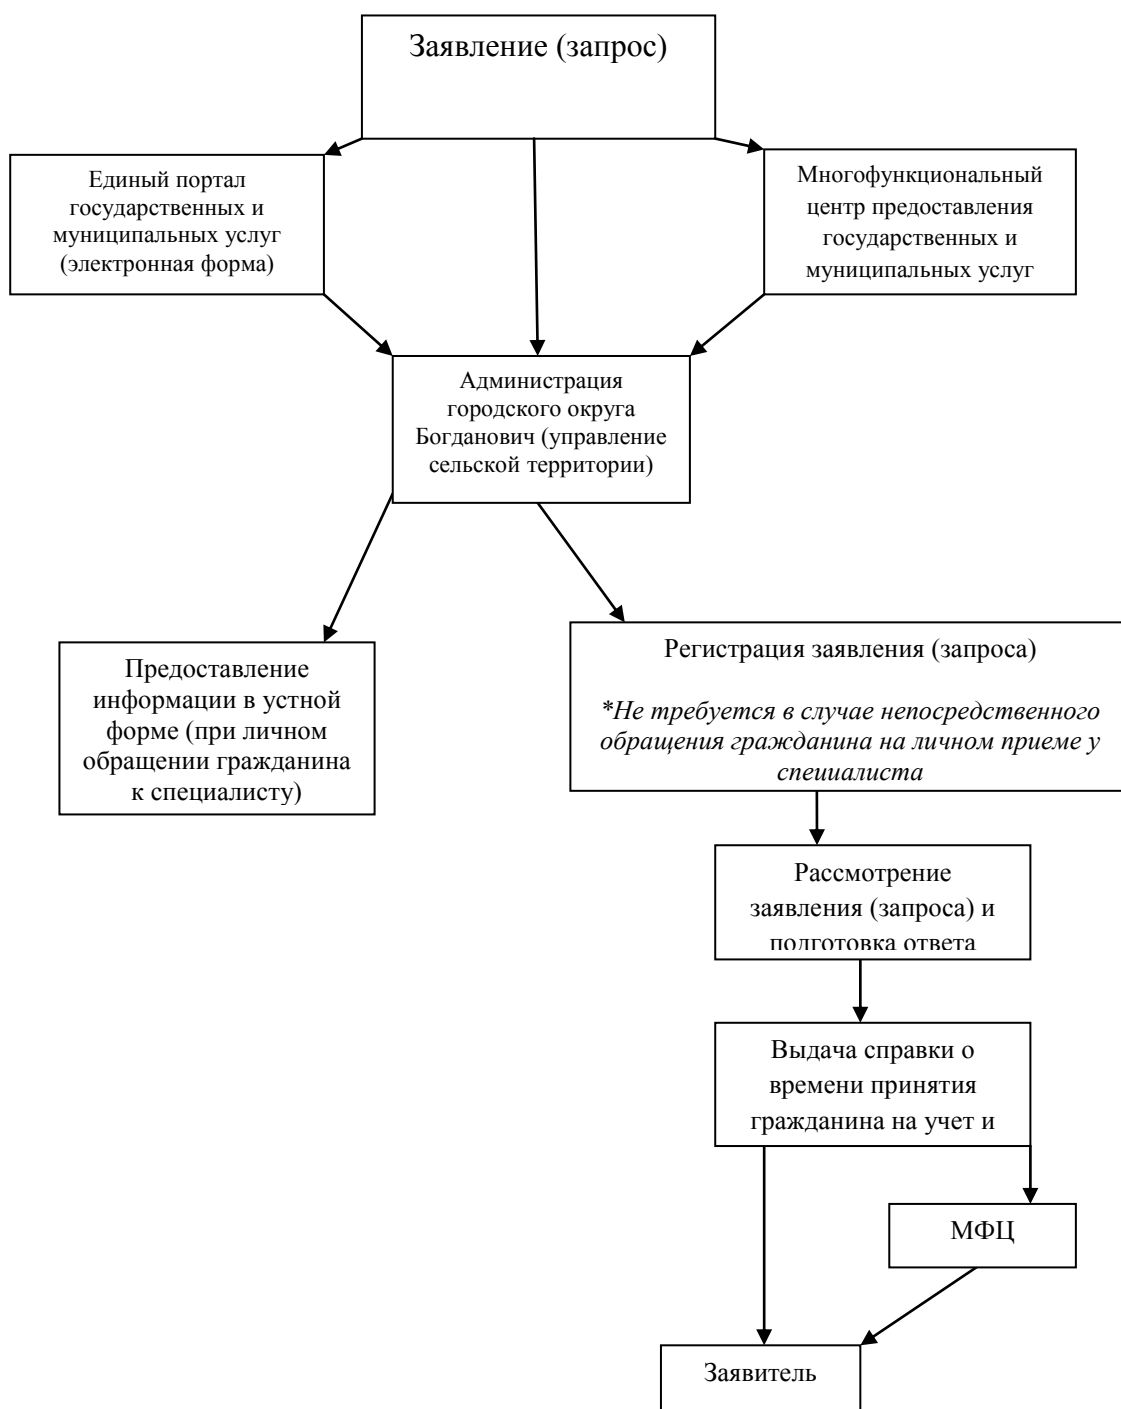 Заявление (запрос)
Единый портал
государственных и
муниципальных услуг
(электронная форма)
Многофункциональный
центр предоставления
государственных и
муниципальных услуг
Администрация
городского округа
Богданович (управление
сельской территории)
Предоставление
информации в устной
форме (при личном
обращении гражданина
к специалисту)
Регистрация заявления (запроса)
*Не требуется в случае непосредственного
обращения гражданина на личном приеме у
специалиста
Рассмотрение
заявления (запроса) и
подготовка ответа
Выдача справки о
времени принятия
гражданина на учет и
МФЦ
Заявитель